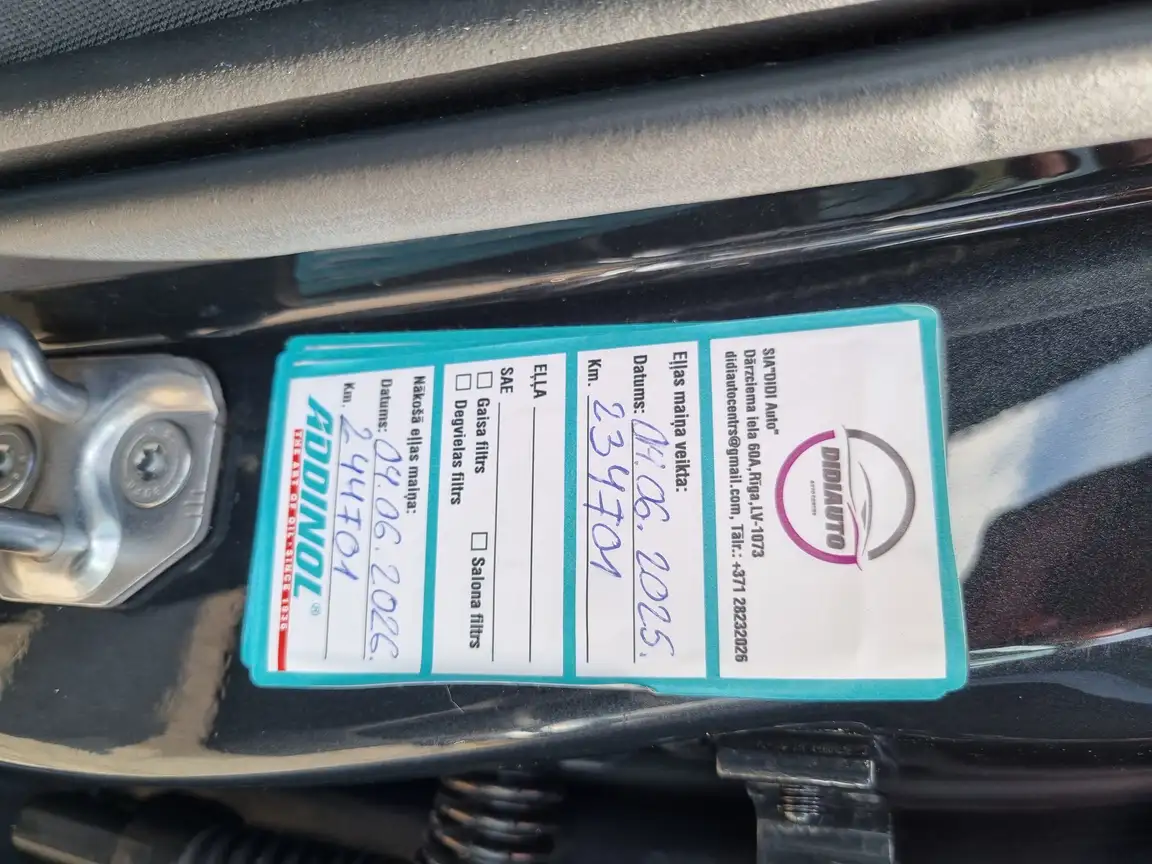 DIDIAUTO
AUTO CENTRS
SIA"DIDI Auto"
Dārzciema iela 60A,Rīga,LV-1073
didiautocentrs@gmail.com, Tālr.: +371 28232026
Eļļas maiņa veikta:
Datums: 04.06.2025.
Km. 234701
EĻĻA
SAE
Gaisa filtrs
Salona filtrs
Degvielas filtrs
Nākošā eļļas maiņa:
Datums: 04.06.2026.
Km. 244701
ADDINOL®
THE ART OF OIL·SINCE 1936